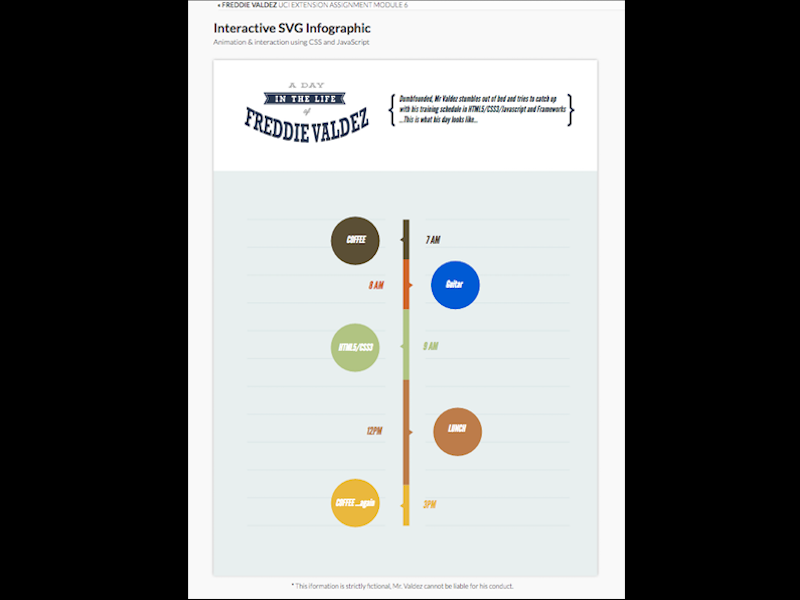 ◂ FREDDIE VALDEZ UCI EXTENSION ASSIGNMENT MODULE 6
Interactive SVG Infographic
Animation & interaction using CSS and JavaScript
A DAY
IN THE LIFE
of
FREDDIE VALDEZ
Dumbfounded, Mr Valdez stumbles out of bed and tries to catch up
with his training schedule in HTML5/CSS3/Javascript and Frameworks
...This is what his day looks like...
COFFEE
7 AM
8 AM
Guitar
HTML5/CSS3
9 AM
12PM
LUNCH
COFFEE ...again
3PM
* This iformation is strictly fictional, Mr. Valdez cannot be liable for his conduct.